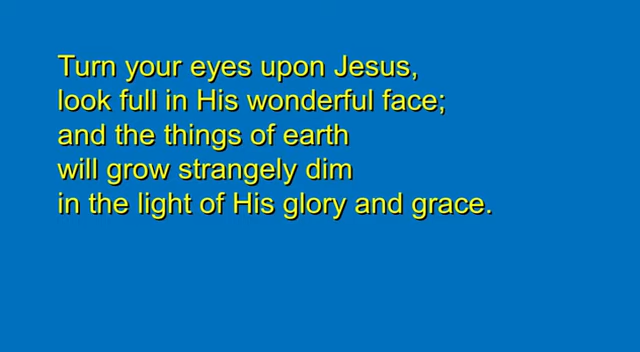 Turn your eyes upon Jesus,
look full in His wonderful face;
and the things of earth
will grow strangely dim
in the light of His glory and grace.